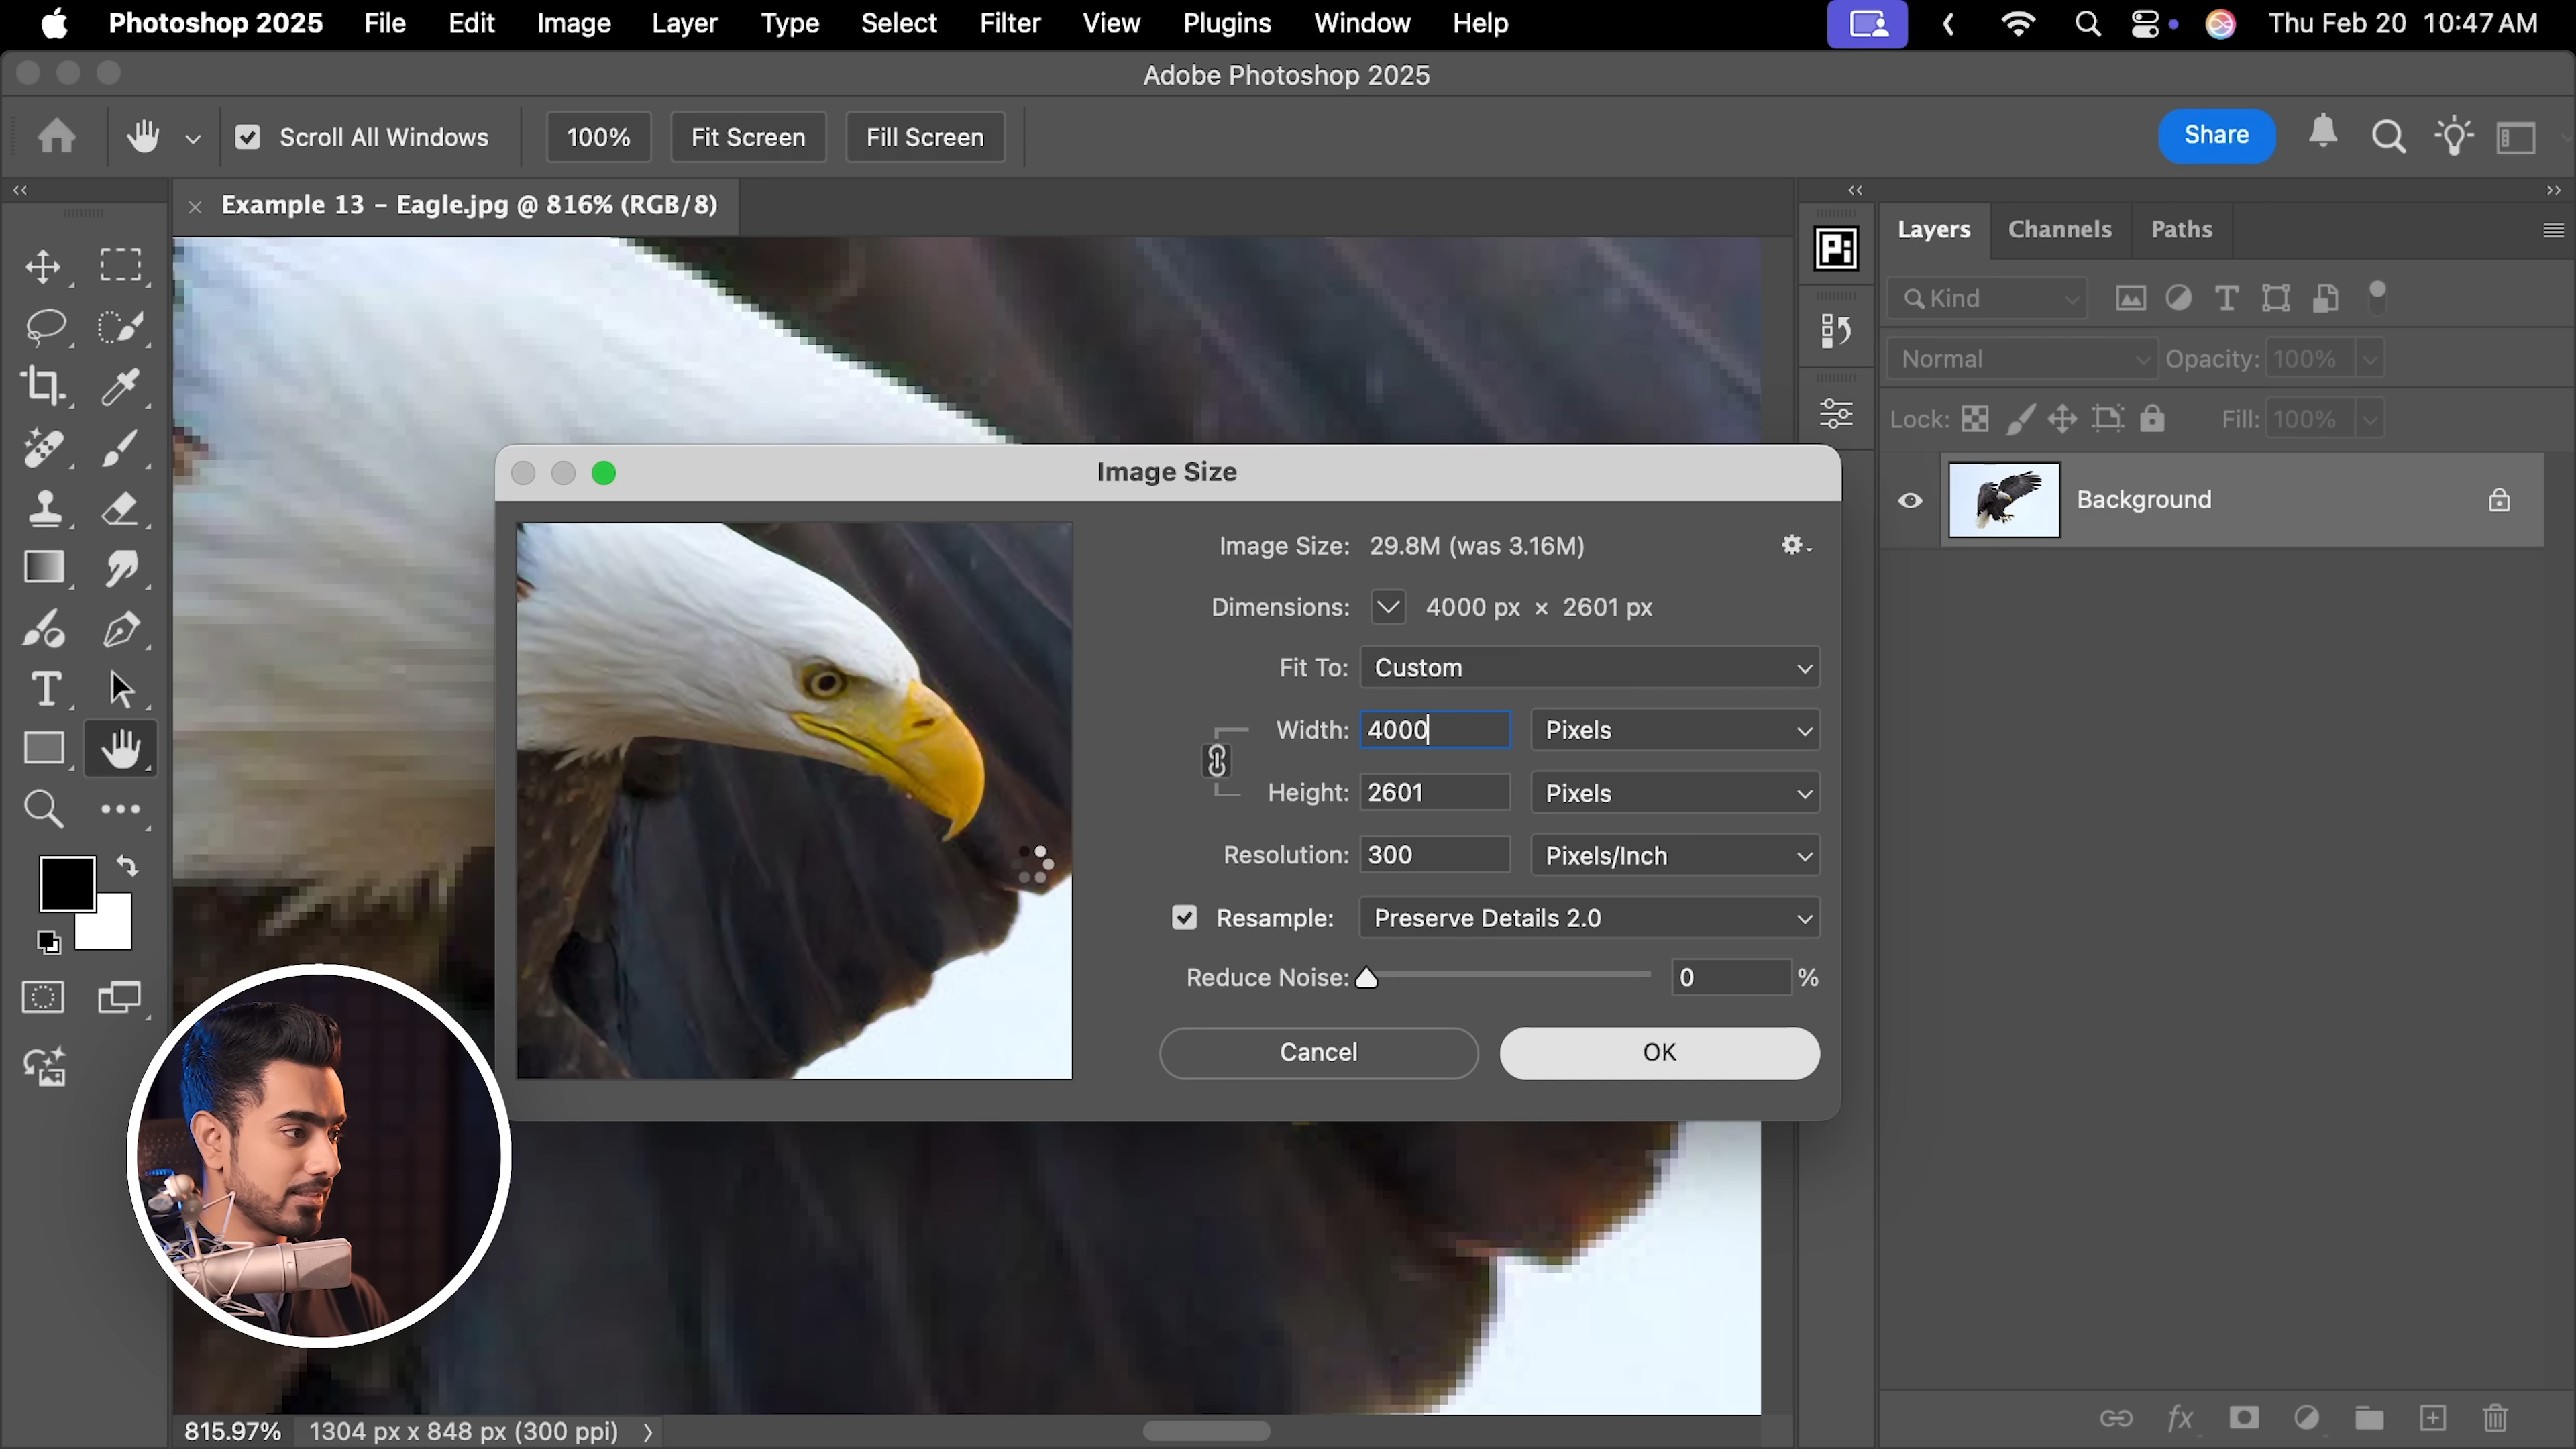 Photoshop 2025 File Edit Image Layer Type Select Filter View Plugins Window Help Thu Feb 20 10:47 AM
Adobe Photoshop 2025
Scroll All Windows 100% Fit Screen Fill Screen Share
Example 13 – Eagle.jpg @ 816% (RGB/8)
Pi
Layers Channels Paths
Kind
Normal Opacity: 100%
Lock: Fill: 100%
Background
Image Size
Image Size: 29.8M (was 3.16M)
Dimensions: 4000 px × 2601 px
Fit To: Custom
Width: 4000 Pixels
Height: 2601 Pixels
Resolution: 300 Pixels/Inch
Resample: Preserve Details 2.0
Reduce Noise: 0 %
Cancel OK
815.97% 1304 px x 848 px (300 ppi)
fx